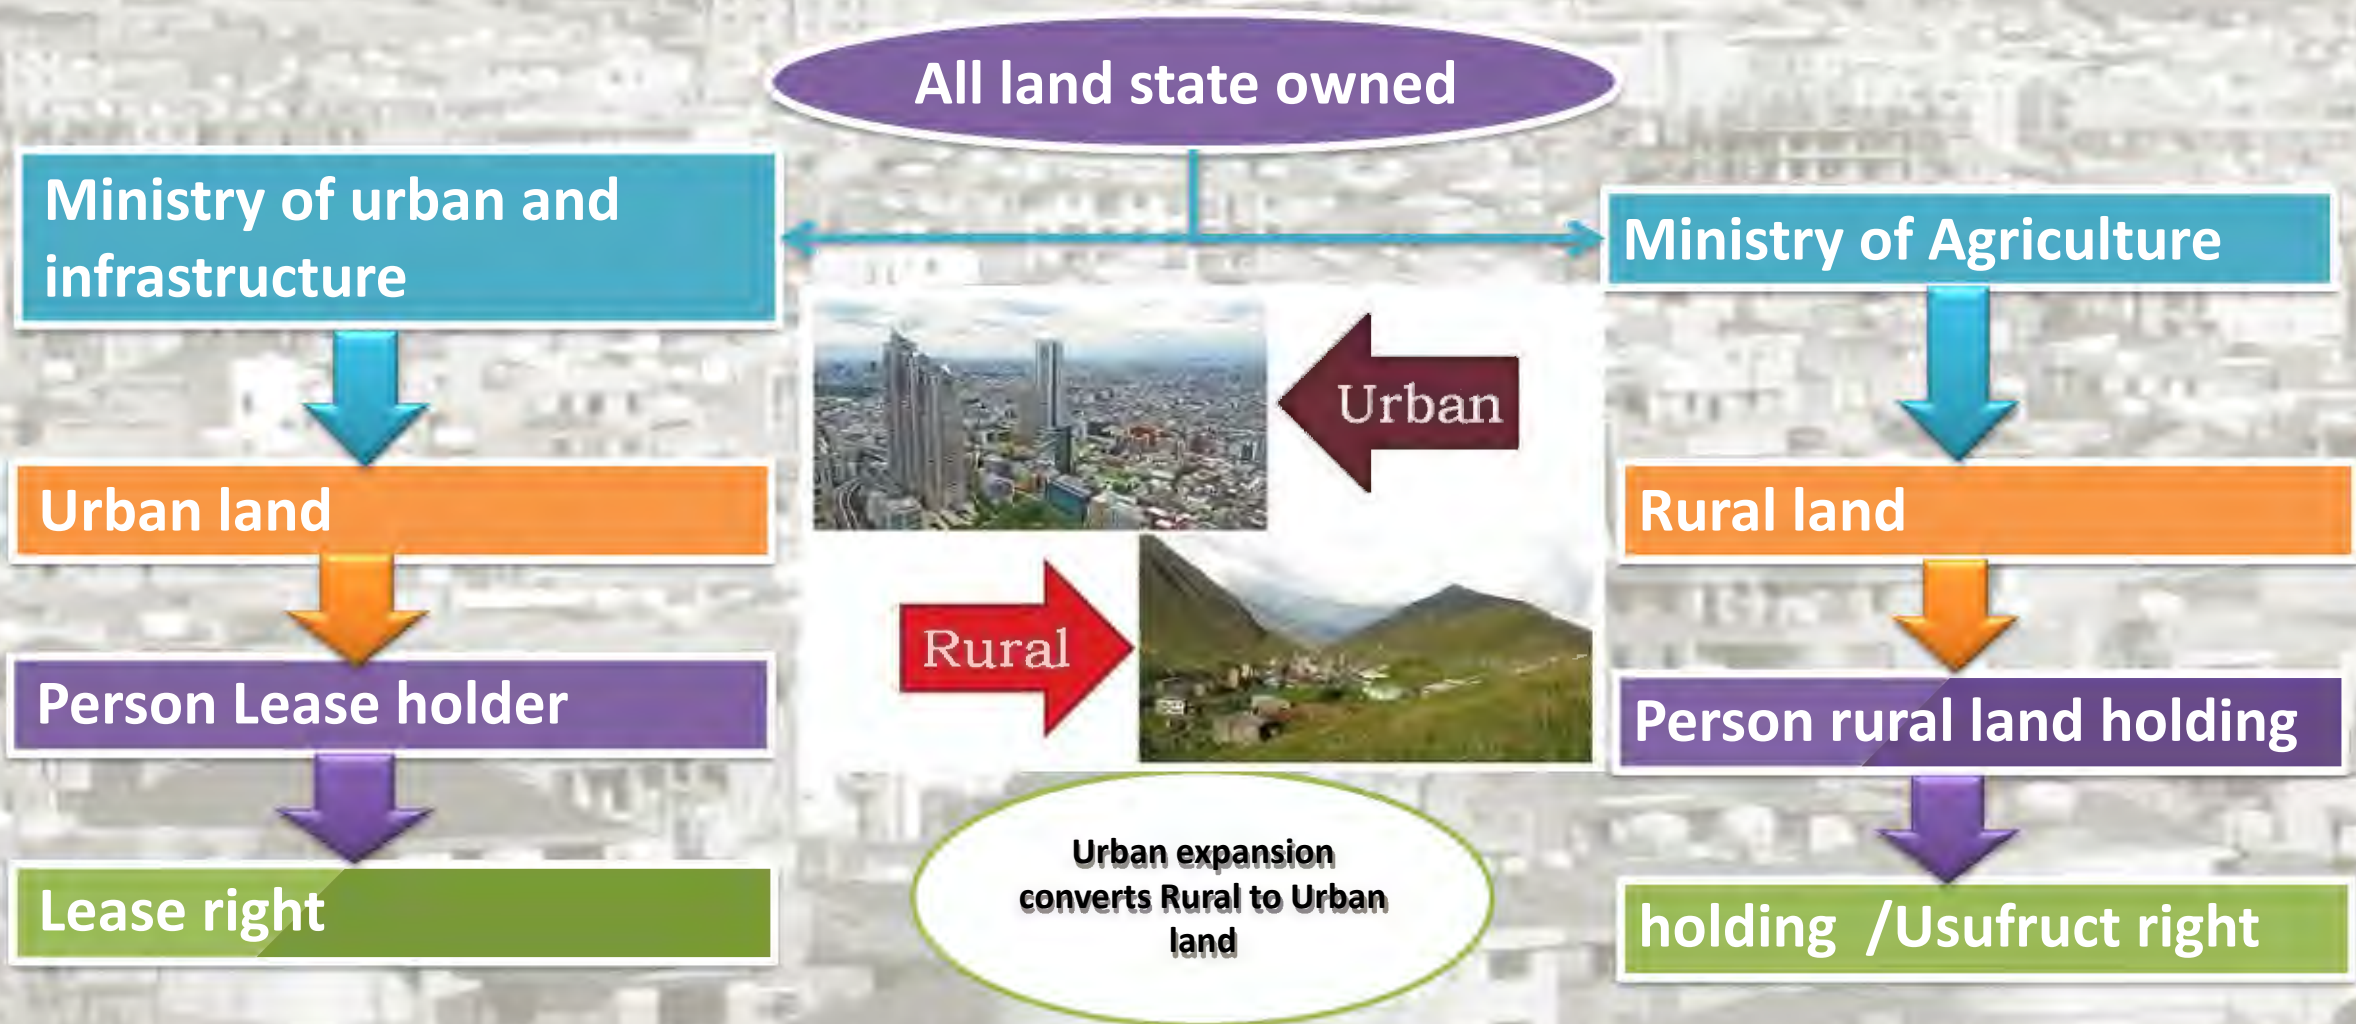 All land state owned
Ministry of urban and
infrastructure
Ministry of Agriculture
Urban
Urban land
Rural land
Rural
Person Lease holder
Person rural land holding
Urban expansion
converts Rural to Urban
land
Lease right
holding /Usufruct right